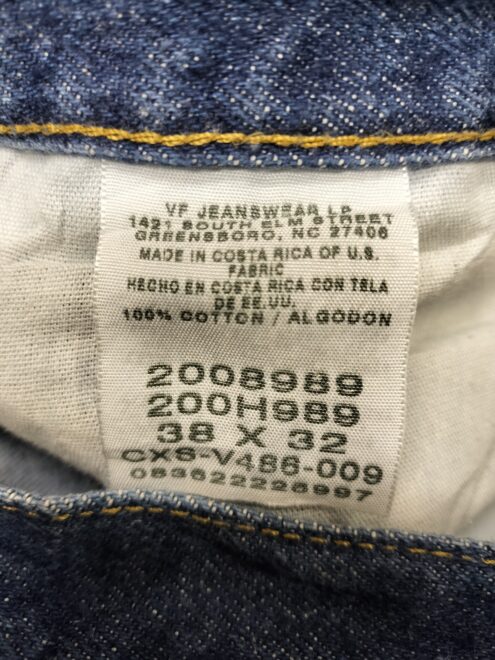 VF JEANSWEAR LP
1421 SOUTH ELM STREET
GREENSBORO, NC 27406
MADE IN COSTA RICA OF U.S.
FABRIC
HECHO EN COSTA RICA CON TELA
DE EE.UU.
100% COTTON / ALGODON
2008989
200H989
38 X 32
CXS-V486-009
083622226997